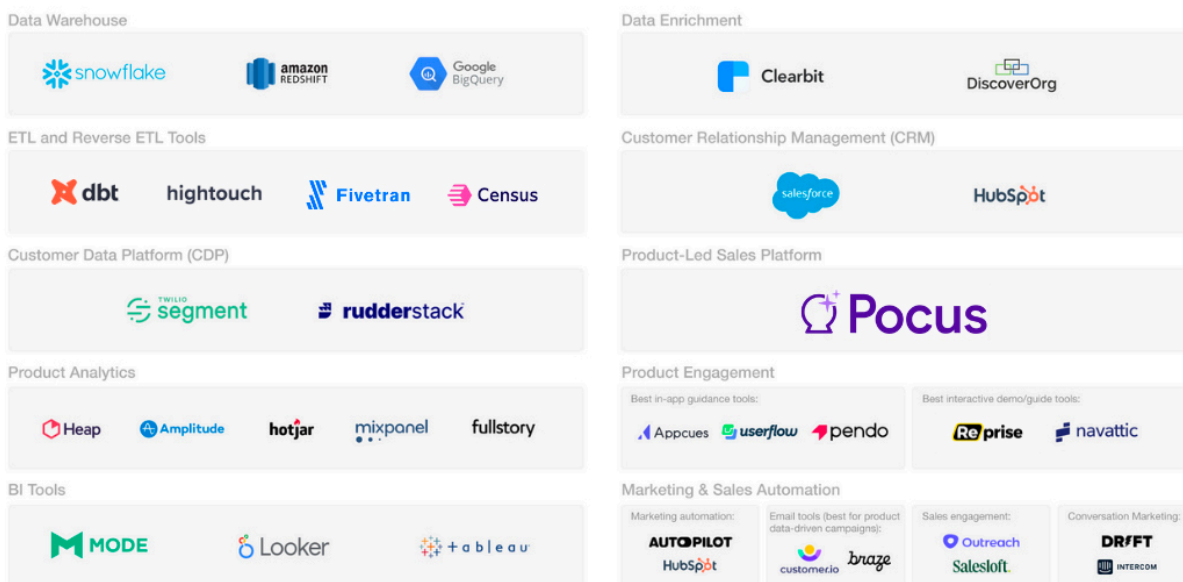 Data Warehouse
snowflake
amazon
REDSHIFT
Google
BigQuery
ETL and Reverse ETL Tools
dbt
hightouch
Fivetran
Census
Customer Data Platform (CDP)
TWILIO
segment
rudderstack
Product Analytics
Heap
Amplitude
hotjar
mixpanel
fullstory
BI Tools
MODE
Looker
+ableau
Data Enrichment
Clearbit
DiscoverOrg
Customer Relationship Management (CRM)
salesforce
HubSpot
Product-Led Sales Platform
Pocus
Product Engagement
Best in-app guidance tools:
Appcues
userflow
pendo
Best interactive demo/guide tools:
Reprise
navattic
Marketing & Sales Automation
Marketing automation:
AUTOPILOT
HubSpot
Email tools (best for product
data-driven campaigns):
customer.io
braze
Sales engagement:
Outreach
Salesloft.
Conversation Marketing:
DRIFT
INTERCOM